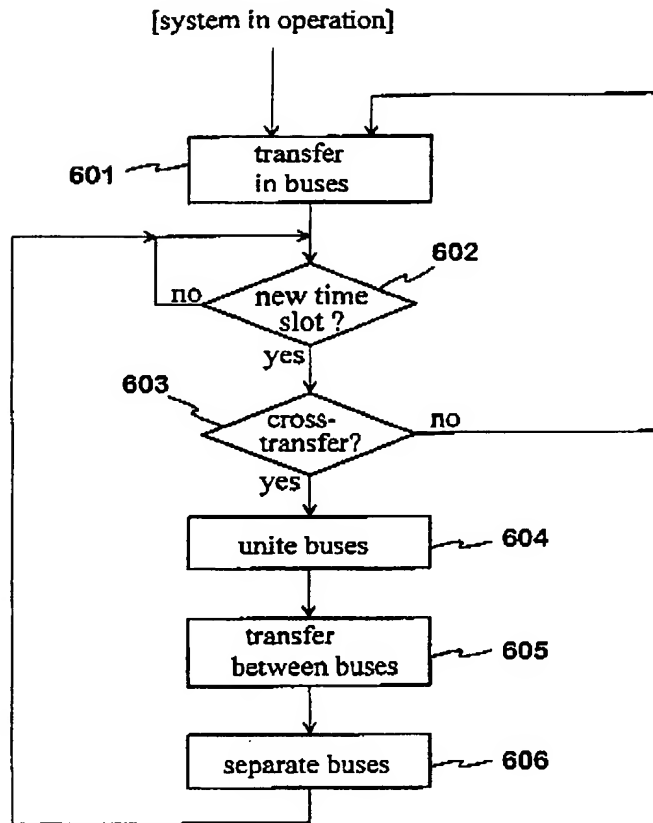 [system in operation]
601
transfer
in buses
602
no
new time
slot ?
yes
603
cross-
transfer?
no
yes
unite buses
604
transfer
between buses
605
separate buses
606